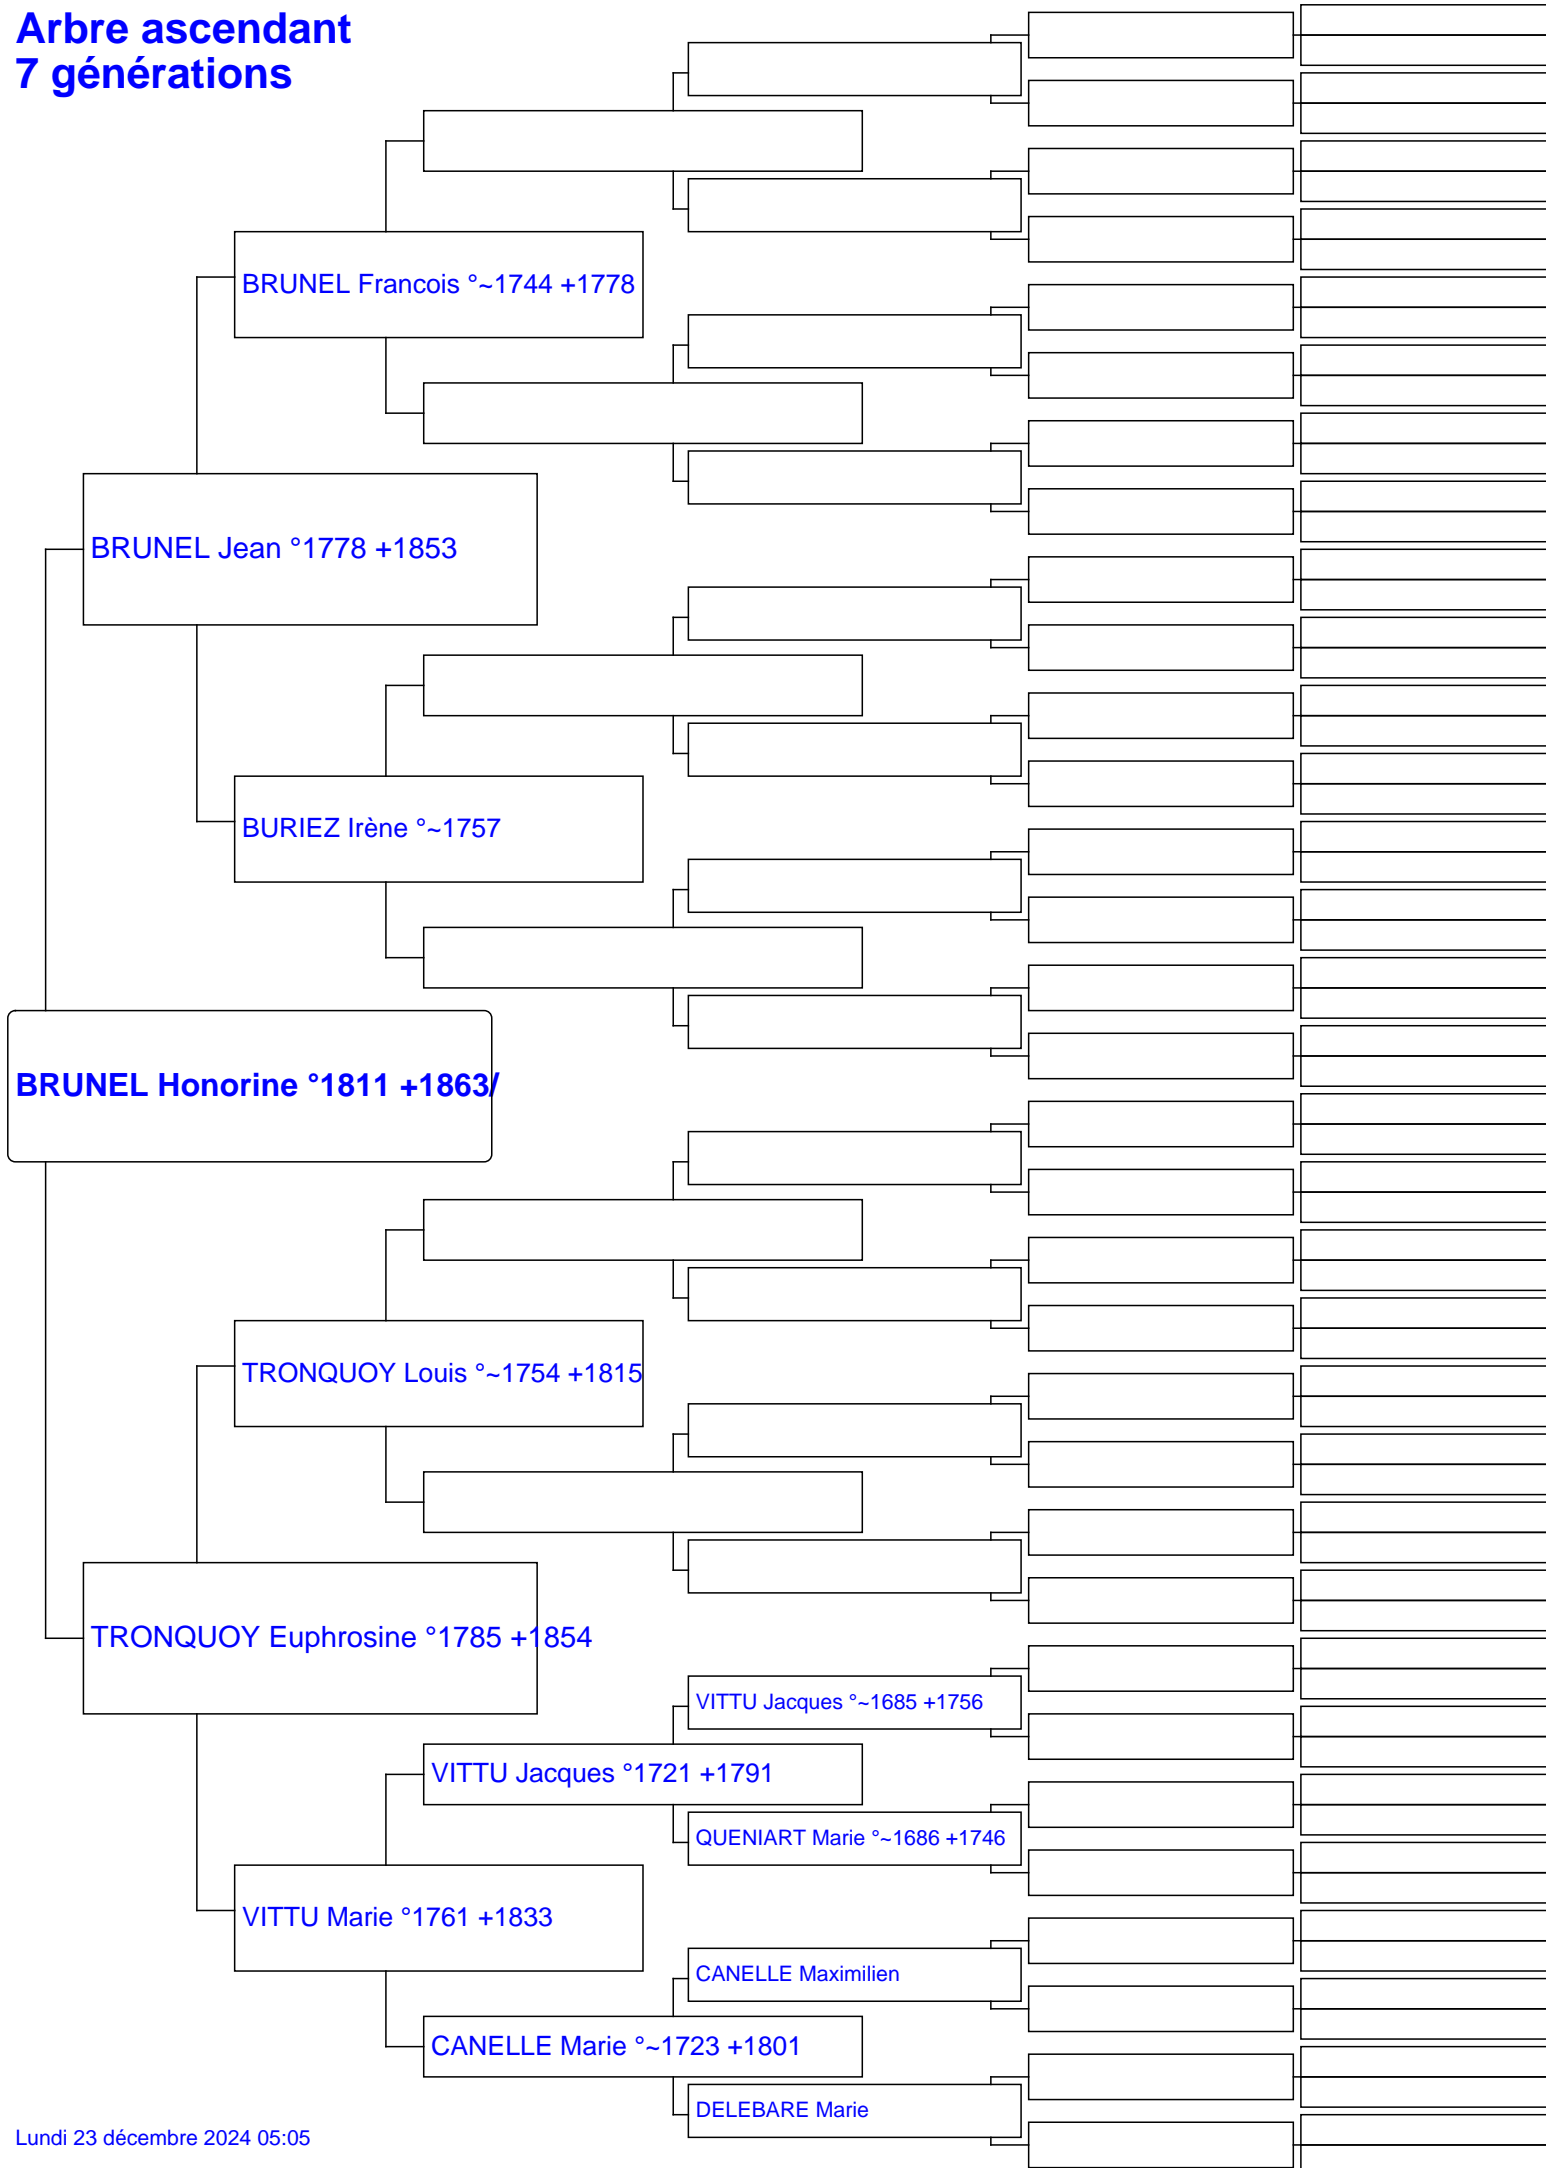 Arbre ascendant
7 générations
BRUNEL Francois °~1744 +1778
BRUNEL Jean °1778 +1853
BURIEZ Irène °~1757
BRUNEL Honorine °1811 +1863/
TRONQUOY Louis °~1754 +1815
TRONQUOY Euphrosine °1785 +1854
VITTU Jacques °~1685 +1756
VITTU Jacques °1721 +1791
QUENIART Marie °~1686 +1746
VITTU Marie °1761 +1833
CANELLE Maximilien
CANELLE Marie °~1723 +1801
DELEBARE Marie
Lundi 23 décembre 2024 05:05